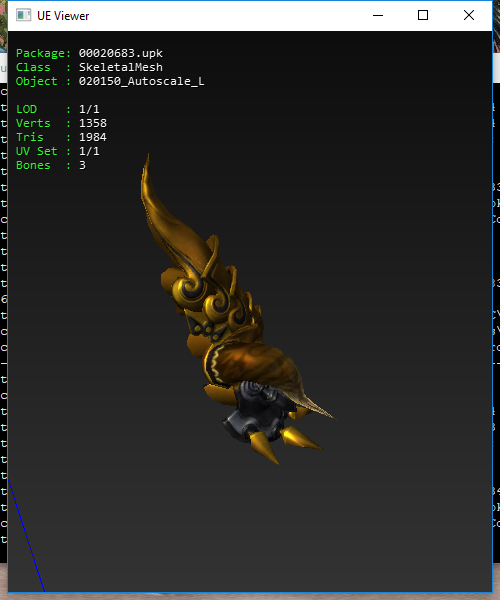 UE Viewer
Package: 00020683.upk
Class  : SkeletalMesh
Object : 020150_Autoscale_L
LOD    : 1/1
Verts  : 1358
Tris   : 1984
UV Set : 1/1
Bones  : 3